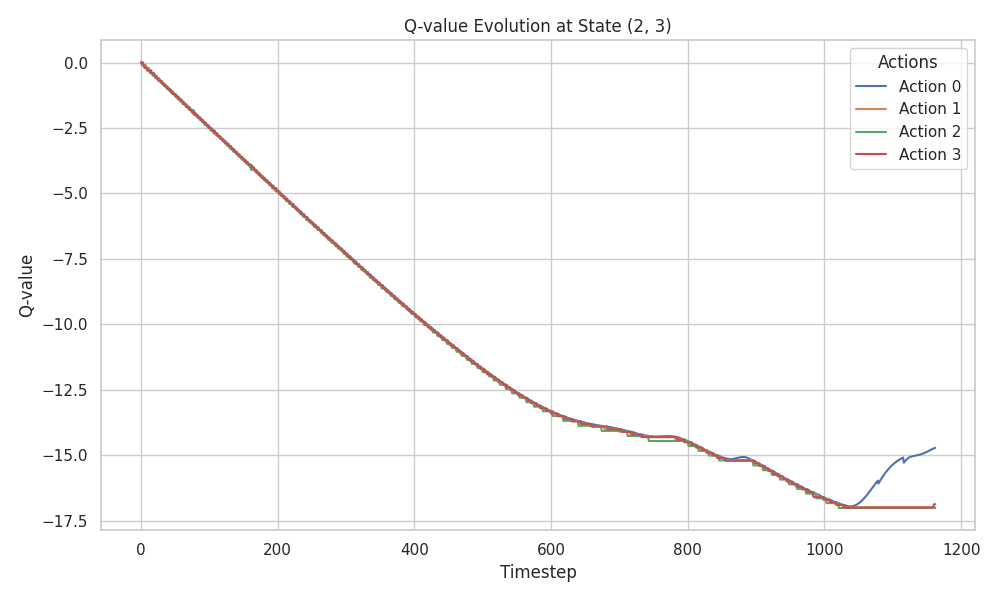 Q-value Evolution at State (2, 3)
Q-value
0.0
−2.5
−5.0
−7.5
−10.0
−12.5
−15.0
−17.5
0
200
400
600
800
1000
1200
Timestep
Actions
Action 0
Action 1
Action 2
Action 3